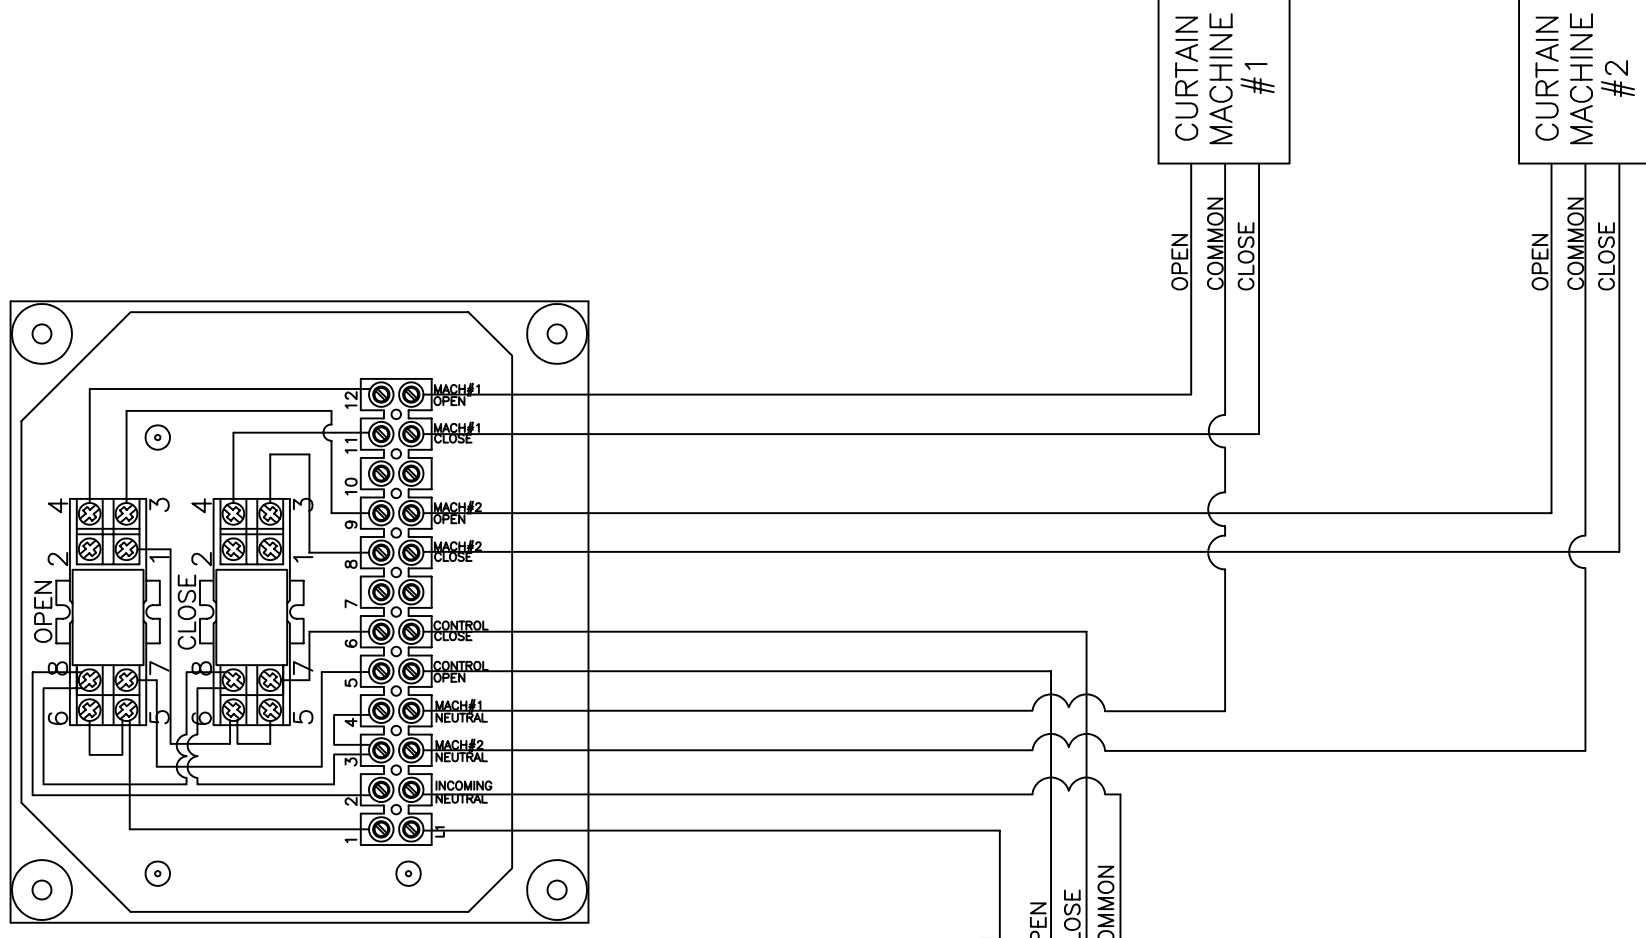 CURTAIN
MACHINE
#1
CURTAIN
MACHINE
#2
OPEN
COMMON
CLOSE
OPEN
COMMON
CLOSE
12
MACH#1
OPEN
11
MACH#1
CLOSE
10
9
MACH#2
OPEN
8
MACH#2
CLOSE
7
6
CONTROL
CLOSE
5
CONTROL
OPEN
4
MACH#1
NEUTRAL
3
MACH#2
NEUTRAL
2
INCOMING
NEUTRAL
1
L1
OPEN
4
3
2
1
8
7
6
5
CLOSE
4
3
2
1
8
7
6
5
PEN
LOSE
OMMON